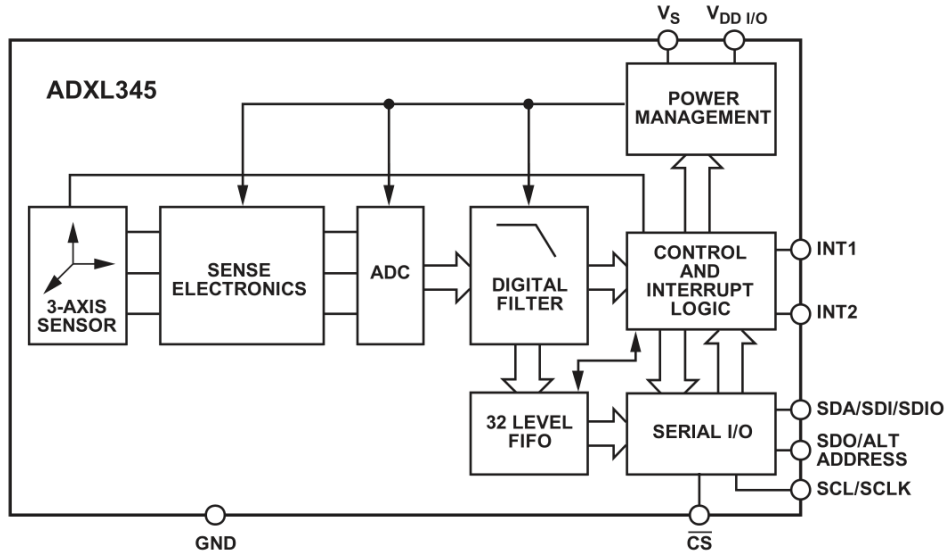 VS
VDD I/O
ADXL345
POWER
MANAGEMENT
3-AXIS
SENSOR
SENSE
ELECTRONICS
ADC
DIGITAL
FILTER
CONTROL
AND
INTERRUPT
LOGIC
INT1
INT2
32 LEVEL
FIFO
SERIAL I/O
SDA/SDI/SDIO
SDO/ALT
ADDRESS
SCL/SCLK
GND
CS